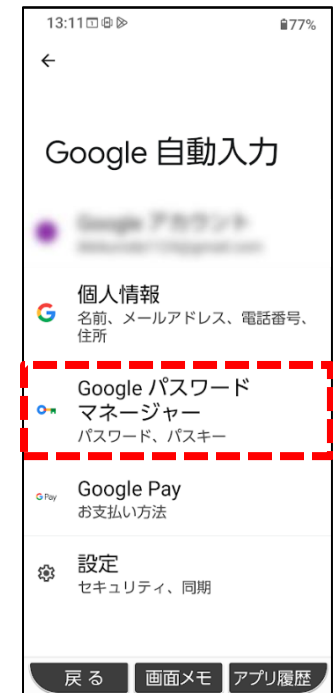 13:11
77%
Google 自動入力
個人情報
名前、メールアドレス、電話番号、
住所
Google パスワード
マネージャー
パスワード、パスキー
G Pay
Google Pay
お支払い方法
設定
セキュリティ、同期
戻る
画面メモ
アプリ履歴